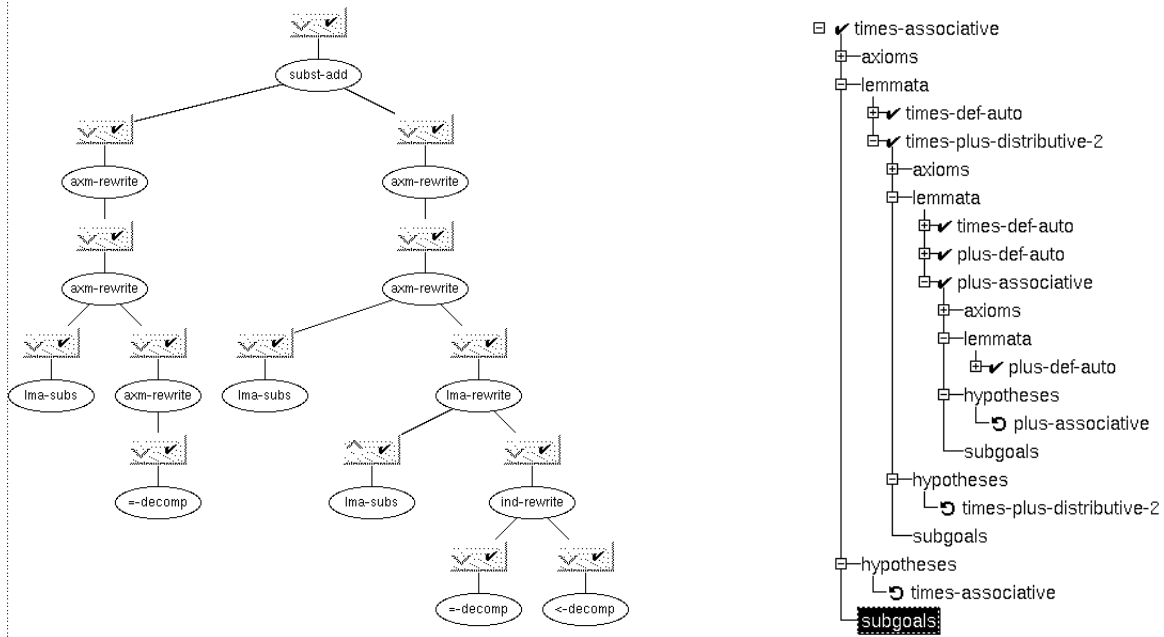 subst-add
axm-rewrite
axm-rewrite
axm-rewrite
axm-rewrite
lma-subs
axm-rewrite
lma-subs
lma-rewrite
=-decomp
lma-subs
ind-rewrite
=-decomp
<-decomp
times-associative
axioms
lemmata
times-def-auto
times-plus-distributive-2
axioms
lemmata
times-def-auto
plus-def-auto
plus-associative
axioms
lemmata
plus-def-auto
hypotheses
plus-associative
subgoals
hypotheses
times-plus-distributive-2
subgoals
hypotheses
times-associative
subgoals